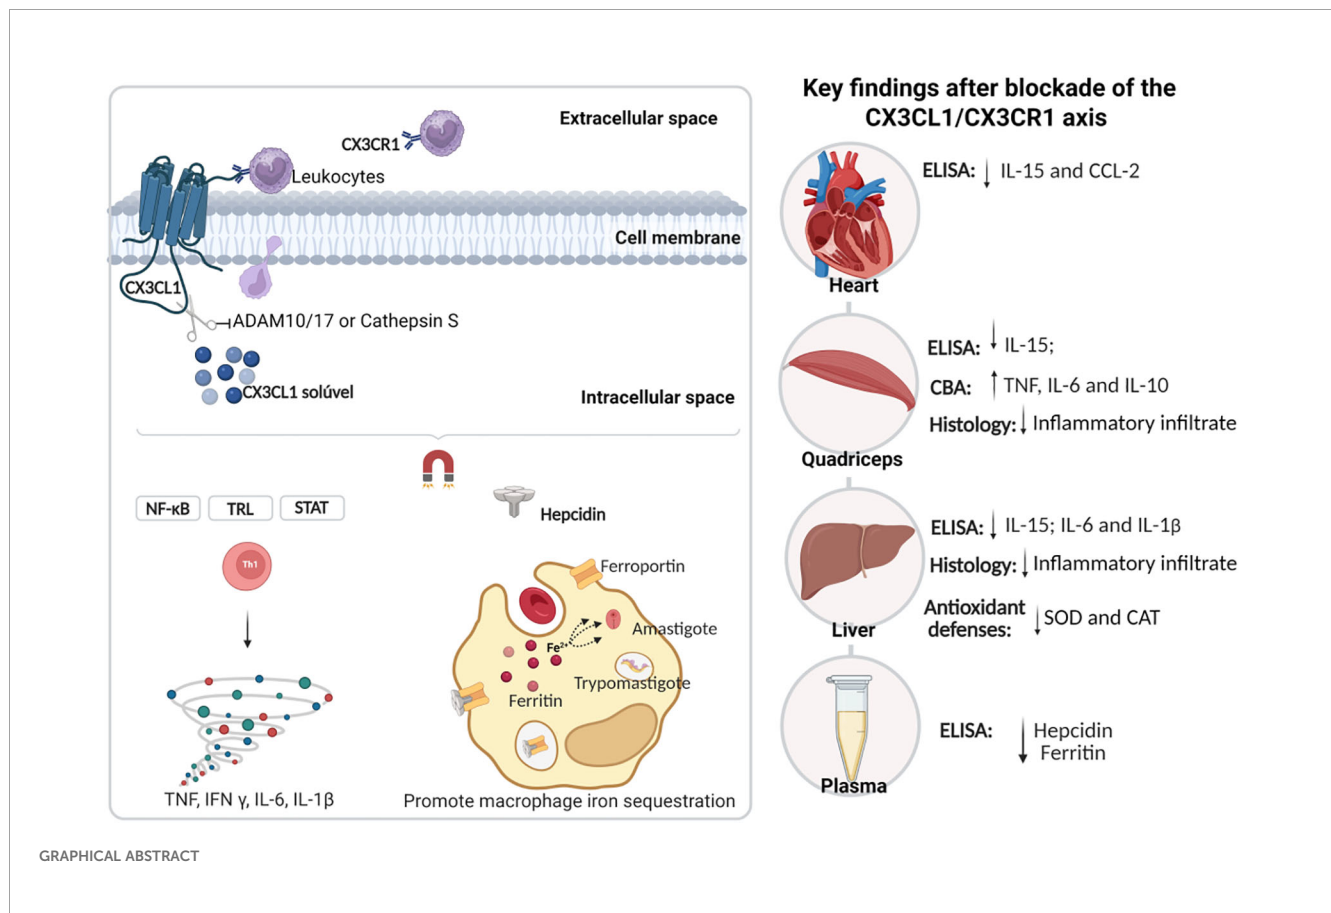 Extracellular space
CX3CR1
Leukocytes
Cell membrane
CX3CL1
ADAM10/17 or Cathepsin S
CX3CL1 solúvel
Intracellular space
NF-κB
TRL
STAT
Th1
TNF, IFN γ, IL-6, IL-1β
Hepcidin
Ferroportin
Amastigote
Fe²⁺
Trypomastigote
Ferritin
Promote macrophage iron sequestration
Key findings after blockade of the
CX3CL1/CX3CR1 axis
ELISA: ↓ IL-15 and CCL-2
Heart
ELISA: ↓ IL-15;
CBA: ↑ TNF, IL-6 and IL-10
Histology: ↓ Inflammatory infiltrate
Quadriceps
ELISA: ↓ IL-15; IL-6 and IL-1β
Histology: ↓ Inflammatory infiltrate
Antioxidant
defenses: ↓ SOD and CAT
Liver
ELISA: ↓ Hepcidin
Ferritin
Plasma
GRAPHICAL ABSTRACT